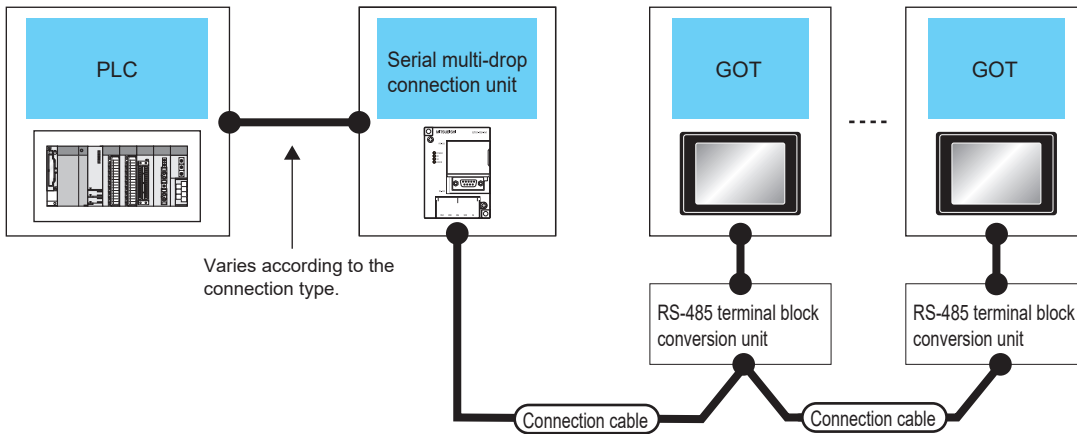 PLC
Serial multi-drop
connection unit
GOT
GOT
MITSUBISHI
Varies according to the
connection type.
RS-485 terminal block
conversion unit
RS-485 terminal block
conversion unit
Connection cable
Connection cable